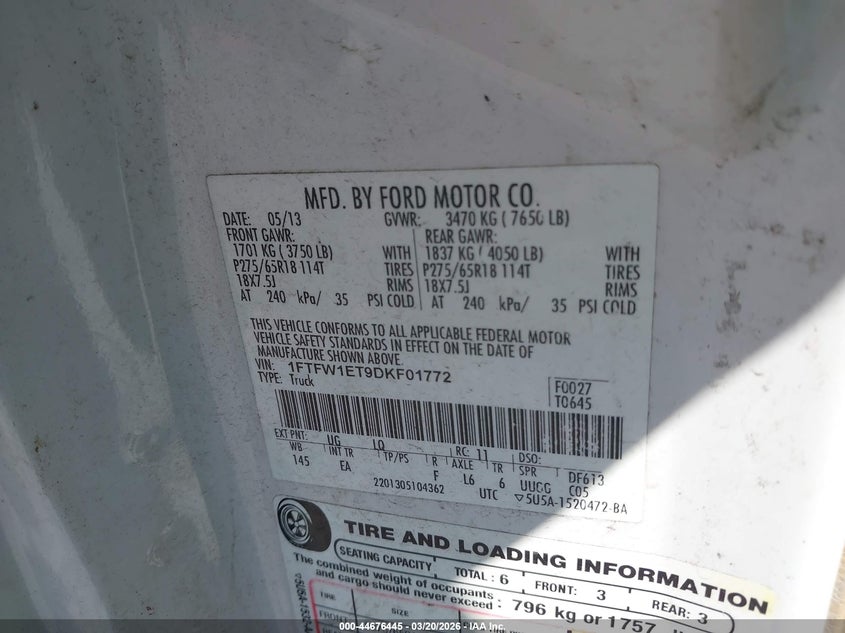 MFD. BY FORD MOTOR CO.
DATE: 05/13 GVWR: 3470 KG ( 7650 LB)
FRONT GAWR: REAR GAWR:
1701 KG ( 3750 LB) WITH 1837 KG ( 4050 LB) WITH
P275/65R18 114T TIRES P275/65R18 114T TIRES
18X7.5J RIMS 18X7.5J RIMS
AT 240 kPa/ 35 PSI COLD AT 240 kPa/ 35 PSI COLD
THIS VEHICLE CONFORMS TO ALL APPLICABLE FEDERAL MOTOR
VEHICLE SAFETY STANDARDS IN EFFECT ON THE DATE OF
MANUFACTURE SHOWN ABOVE.
VIN: 1FTFW1ET9DKF01772
TYPE: Truck
F0027
T0645
EXT PNT: UG LQ RC: 11 DSO:
WB INT TR TP/PS R AXLE TR SPR DF613
145 EA F L6 6 UUGG C05
2201305104362 UTC ▽5U5A-1520472-BA
TIRE AND LOADING INFORMATION
SEATING CAPACITY TOTAL: 6 FRONT: 3 REAR: 3
The combined weight of occupants
and cargo should never exceed : 796 kg or 1757
TIRE SIZE
FRONT
000-44676445 - 03/20/2026 -